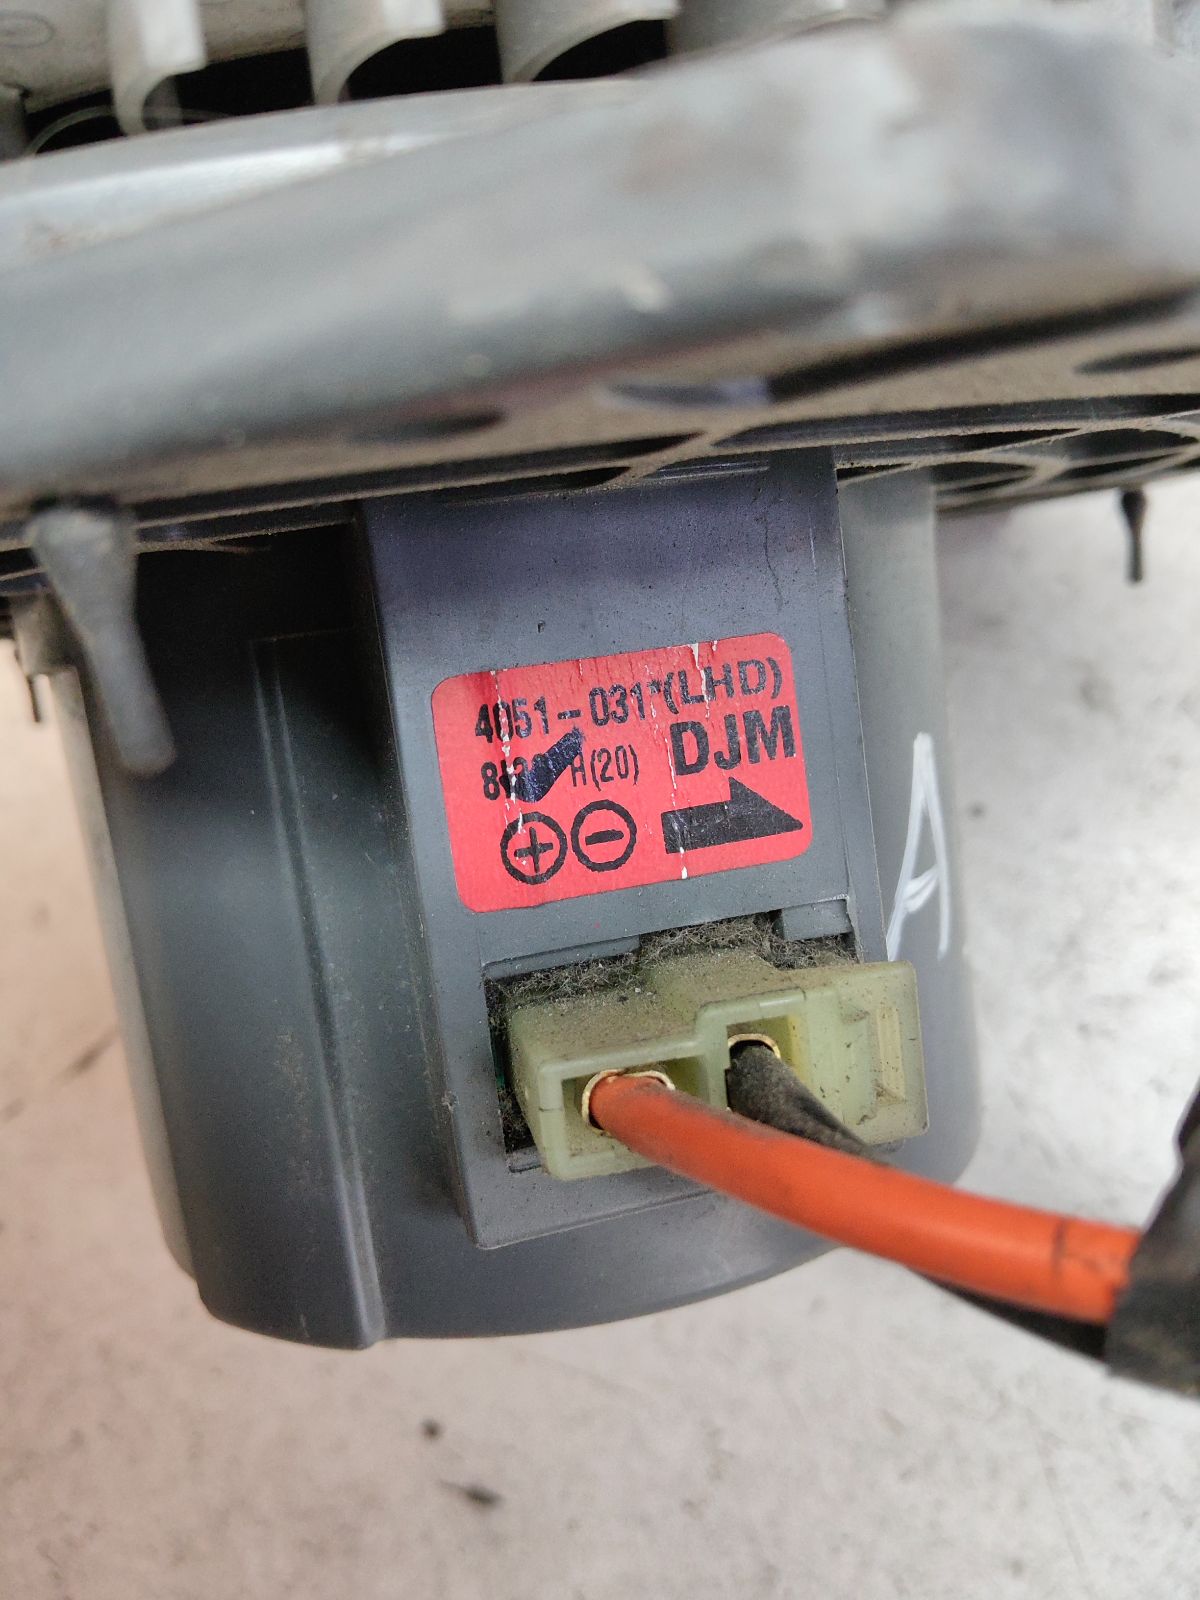 4051-031*(LHD)
H(20) DJM
+ −
A